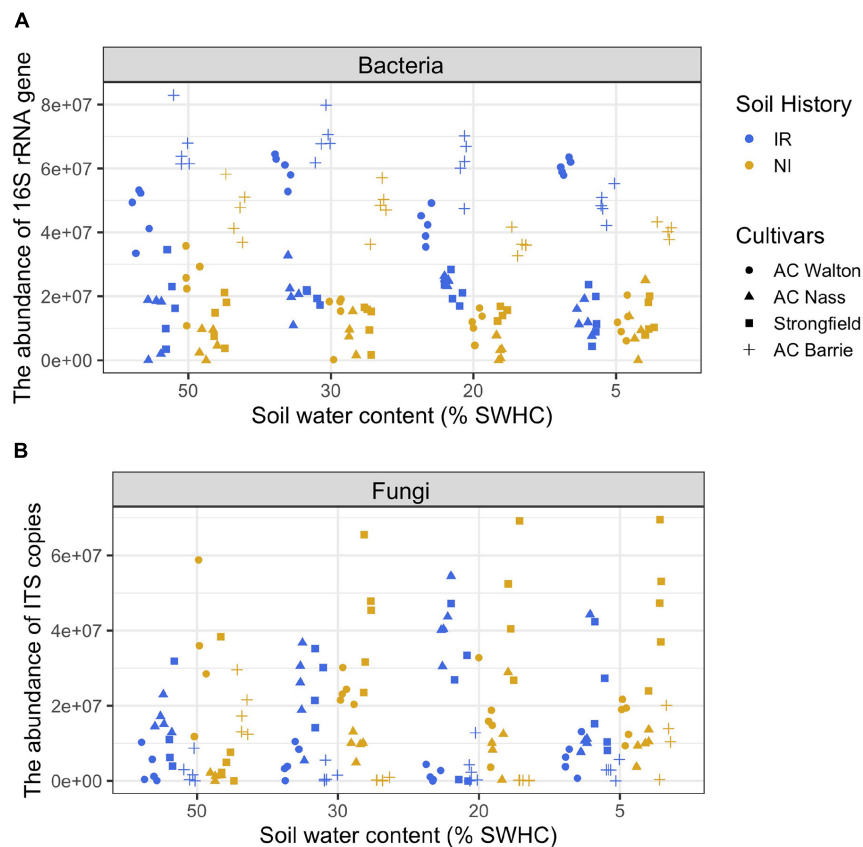 A
Bacteria
The abundance of 16S rRNA gene
8e+07
6e+07
4e+07
2e+07
0e+00
50 30 20 5
Soil water content (% SWHC)
Soil History
IR
NI
Cultivars
AC Walton
AC Nass
Strongfield
AC Barrie
B
Fungi
The abundance of ITS copies
6e+07
4e+07
2e+07
0e+00
50 30 20 5
Soil water content (% SWHC)